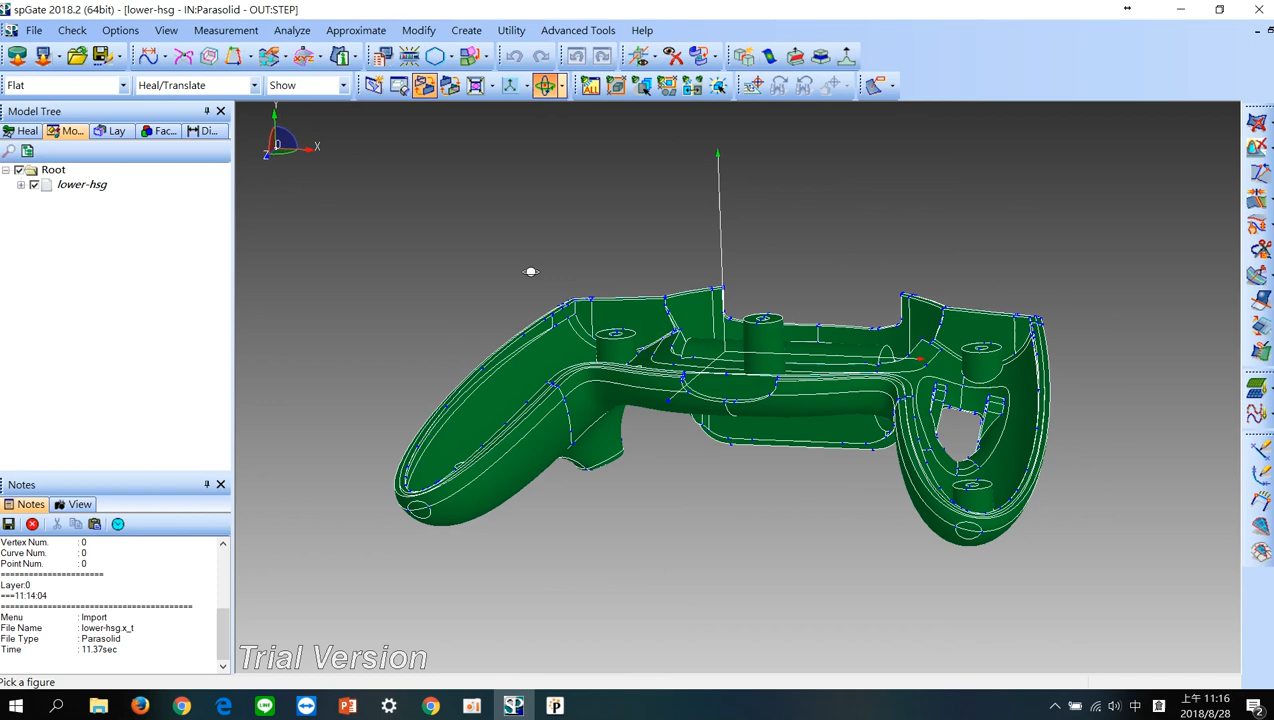 spGate 2018.2 (64bit) - [lower-hsg - IN:Parasolid - OUT:STEP]
File Check Options View Measurement Analyze Approximate Modify Create Utility Advanced Tools Help
Flat Heal/Translate Show
Model Tree
Heal Mo... Lay Fac... Di...
Root
lower-hsg
Y
X
Z
Notes
Notes View
Vertex Num. : 0
Curve Num. : 0
Point Num. : 0
======================
Layer:0
===11:14:04
=========================================
Menu : Import
File Name : lower-hsg.x_t
File Type : Parasolid
Time : 11.37sec
Trial Version
Pick a figure
中
上午 11:16
2018/8/28
2